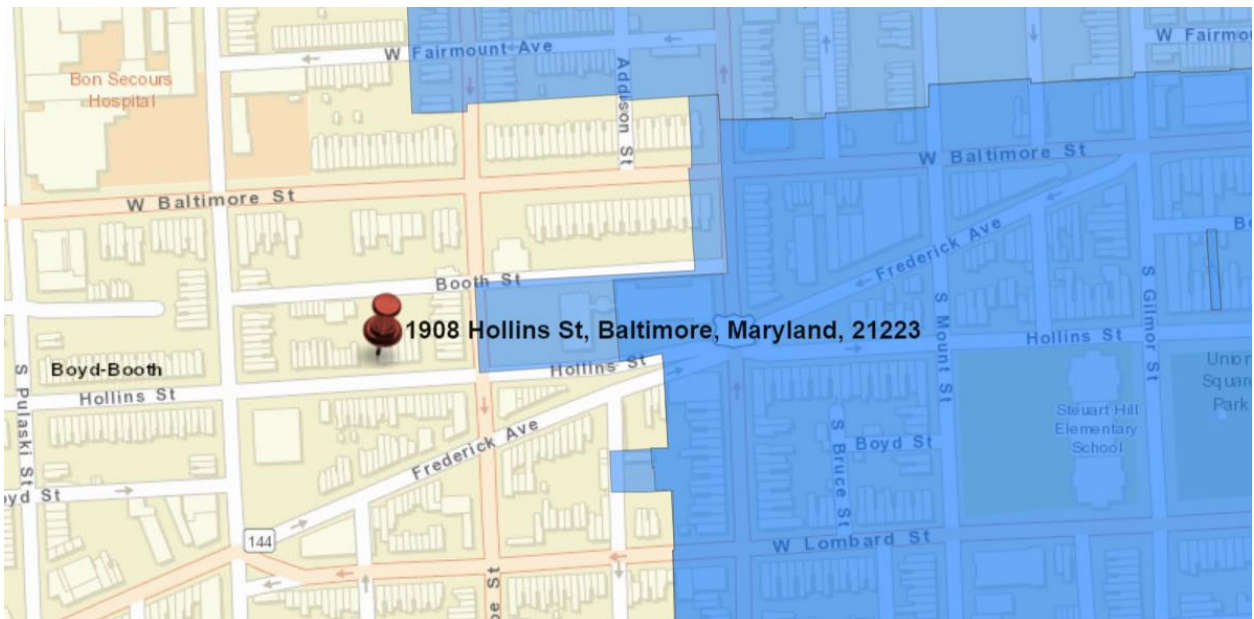 W Fairmount Ave
W Fairmou
Bon Secours
Hospital
Addison St
W Baltimore St
W Baltimore St
Frederick Ave
Bo
Booth St
S Mount St
S Gilmor St
1908 Hollins St, Baltimore, Maryland, 21223
Hollins St
Boyd-Booth
Hollins St
Hollins St
Union
Square
Park
S Pulaski St
Steuart Hill
Elementary
School
S Bruce St
Boyd St
Frederick Ave
oyd St
144
W Lombard St
pe St